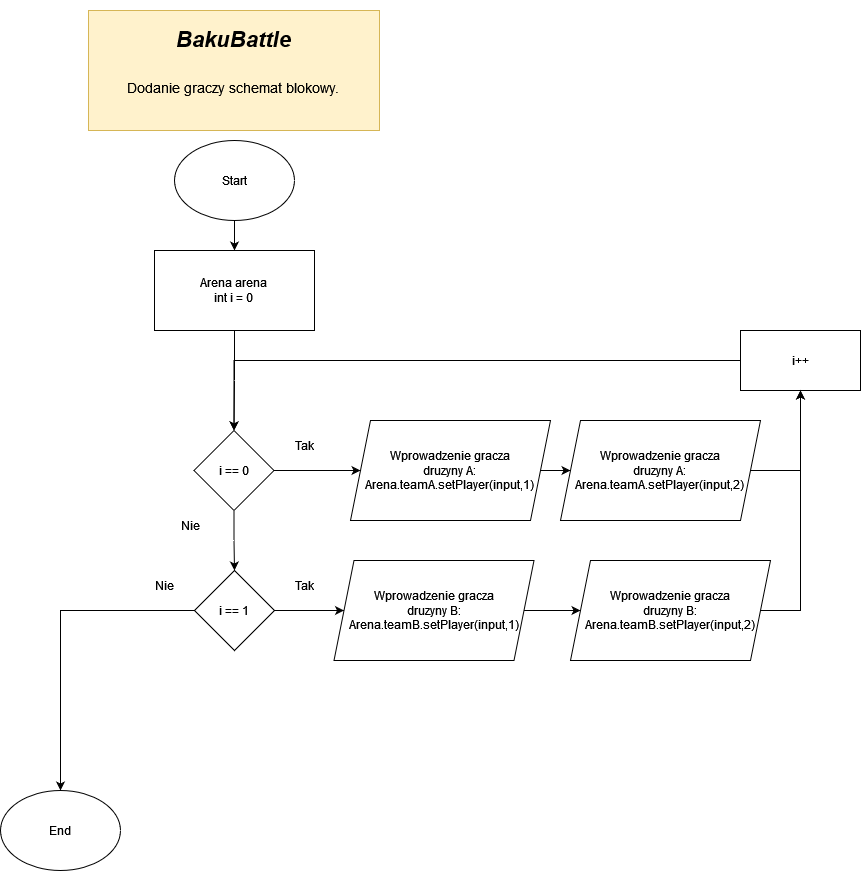 BakuBattle
Dodanie graczy schemat blokowy.
Start
Arena arena
int i = 0
i++
i == 0
Tak
Wprowadzenie gracza
druzyny A:
Arena.teamA.setPlayer(input,1)
Wprowadzenie gracza
druzyny A:
Arena.teamA.setPlayer(input,2)
Nie
i == 1
Nie
Tak
Wprowadzenie gracza
druzyny B:
Arena.teamB.setPlayer(input,1)
Wprowadzenie gracza
druzyny B:
Arena.teamB.setPlayer(input,2)
End